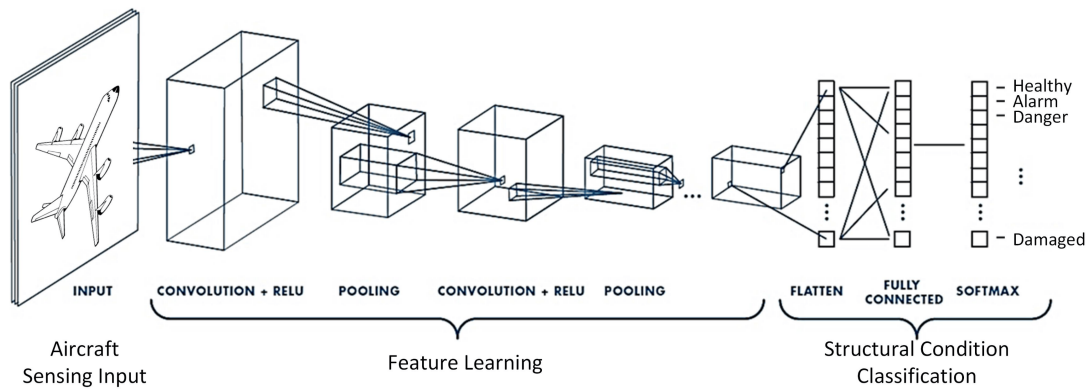 Healthy
Alarm
Danger
Damaged
INPUT
CONVOLUTION + RELU
POOLING
CONVOLUTION + RELU
POOLING
FLATTEN
FULLY
CONNECTED
SOFTMAX
Aircraft
Sensing Input
Feature Learning
Structural Condition
Classification